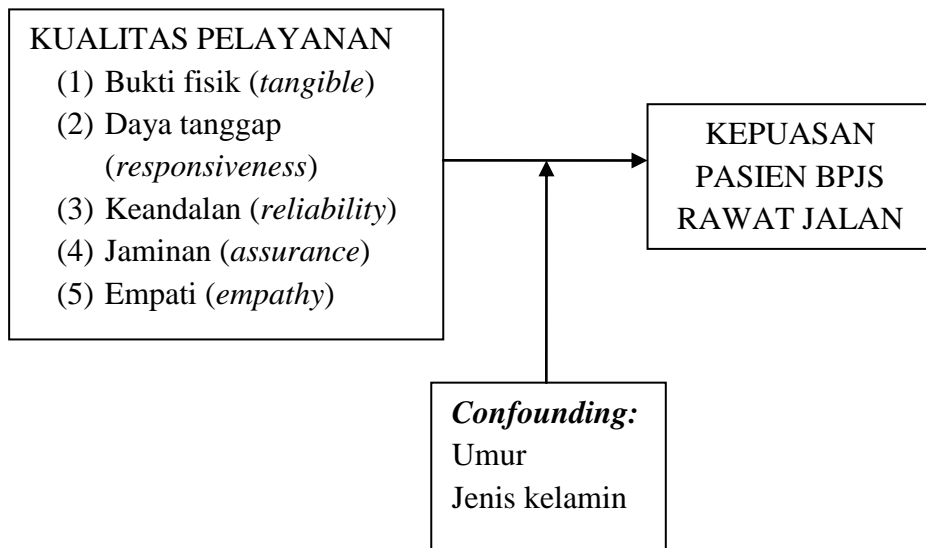 KUALITAS PELAYANAN
(1) Bukti fisik (tangible)
(2) Daya tanggap
(responsiveness)
(3) Keandalan (reliability)
(4) Jaminan (assurance)
(5) Empati (empathy)
KEPUASAN
PASIEN BPJS
RAWAT JALAN
Confounding:
Umur
Jenis kelamin